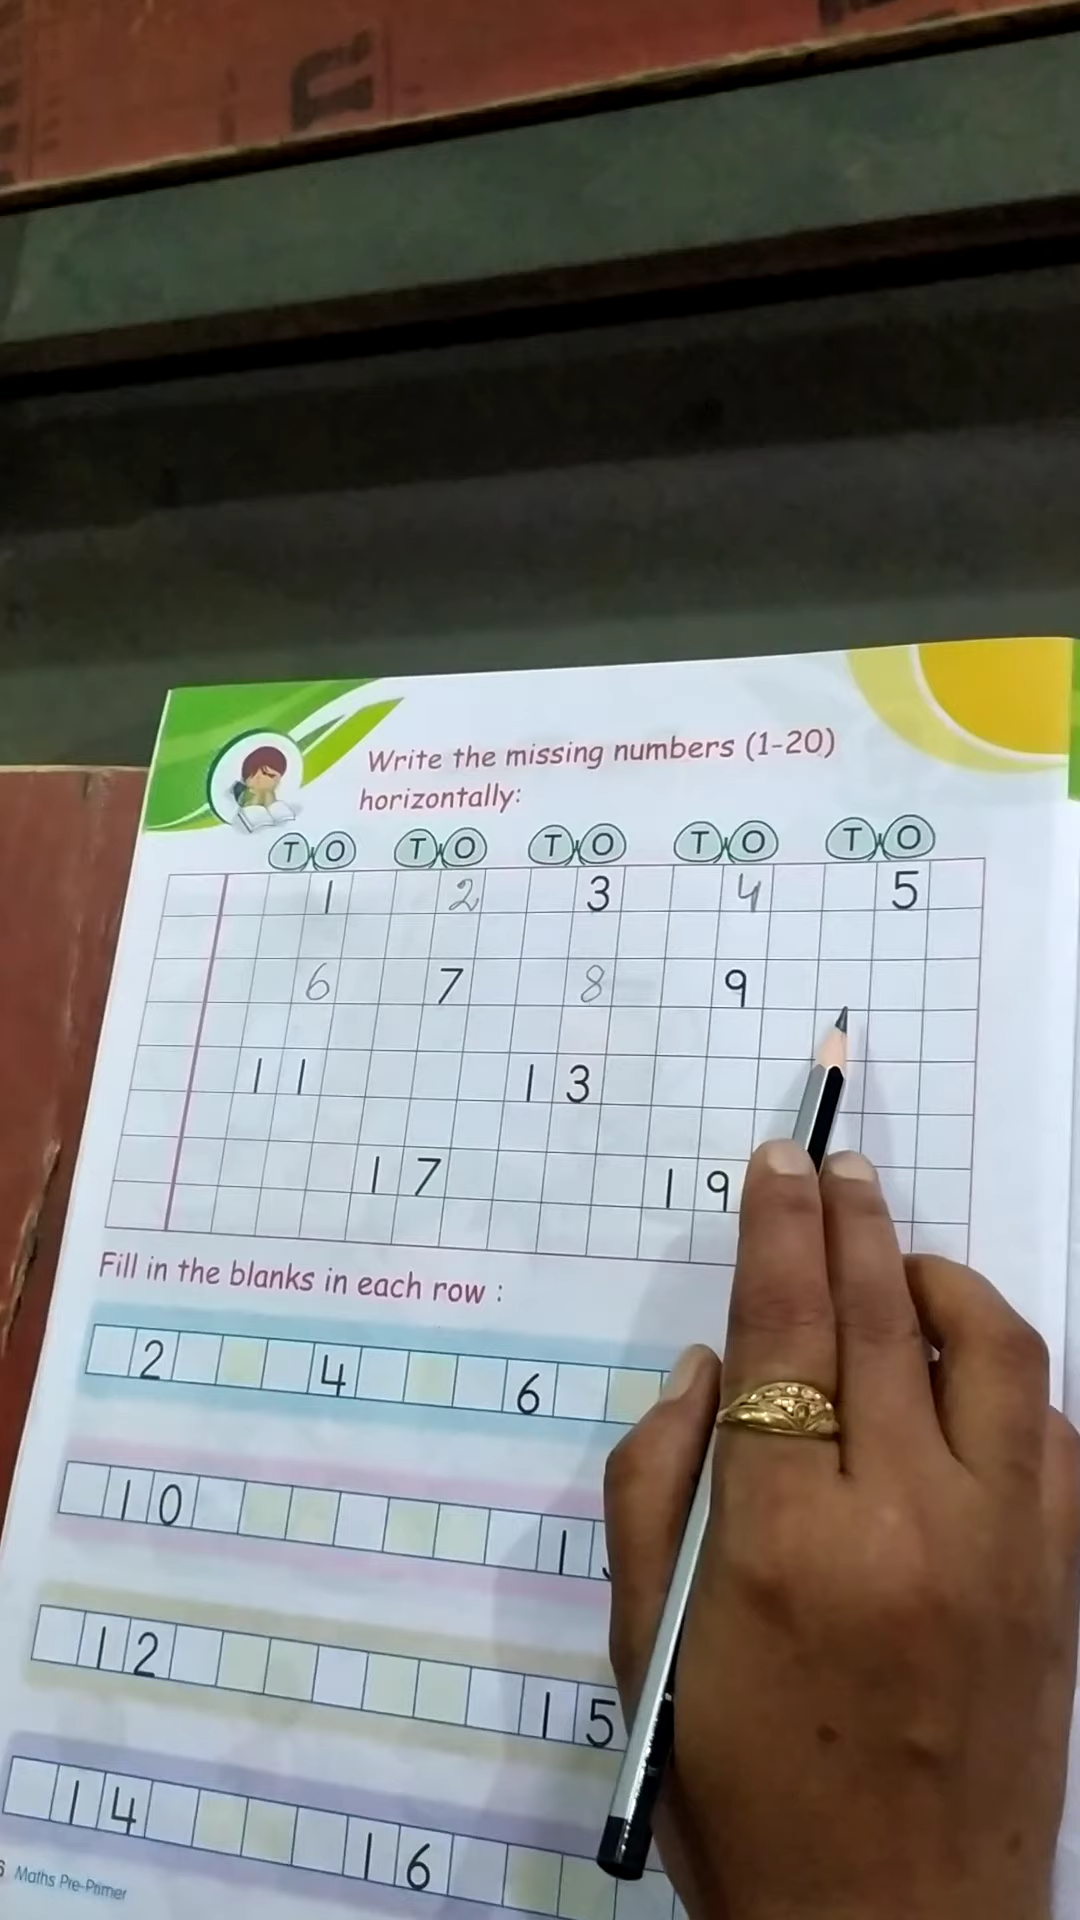 Write the missing numbers (1-20)
horizontally:
T O T O T O T O T O
1 2 3 4 5
6 7 8 9
11 13
17 19
Fill in the blanks in each row :
2 4 6
10 1
12 15
14 16
6 Maths Pre-Primer